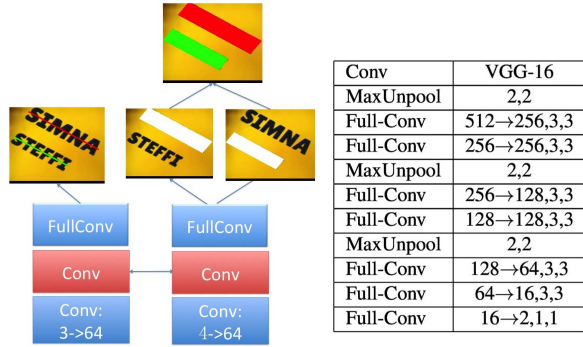 SIMNA
STEFFI
STEFFI
SIMNA
FullConv
FullConv
Conv
Conv
Conv:
3->64
Conv:
4->64
Conv VGG-16
MaxUnpool 2,2
Full-Conv 512→256,3,3
Full-Conv 256→256,3,3
MaxUnpool 2,2
Full-Conv 256→128,3,3
Full-Conv 128→128,3,3
MaxUnpool 2,2
Full-Conv 128→64,3,3
Full-Conv 64→16,3,3
Full-Conv 16→2,1,1